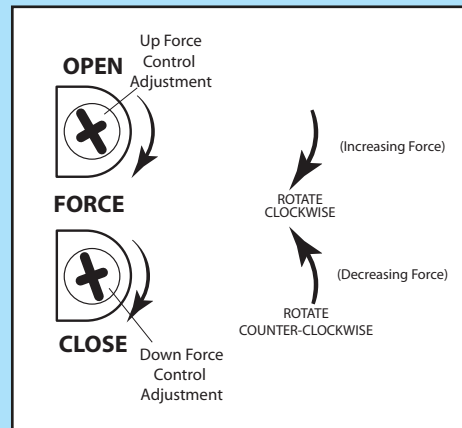 Up Force
Control
Adjustment
OPEN
FORCE
CLOSE
Down Force
Control
Adjustment
(Increasing Force)
ROTATE
CLOCKWISE
(Decreasing Force)
ROTATE
COUNTER-CLOCKWISE